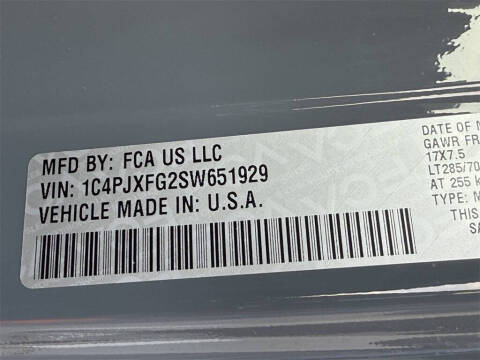 MFD BY: FCA US LLC
VIN: 1C4PJXFG2SW651929
VEHICLE MADE IN: U.S.A.
DATE OF M
GAWR FR
17X7.5
LT285/70
AT 255 k
TYPE: M
THIS
SA